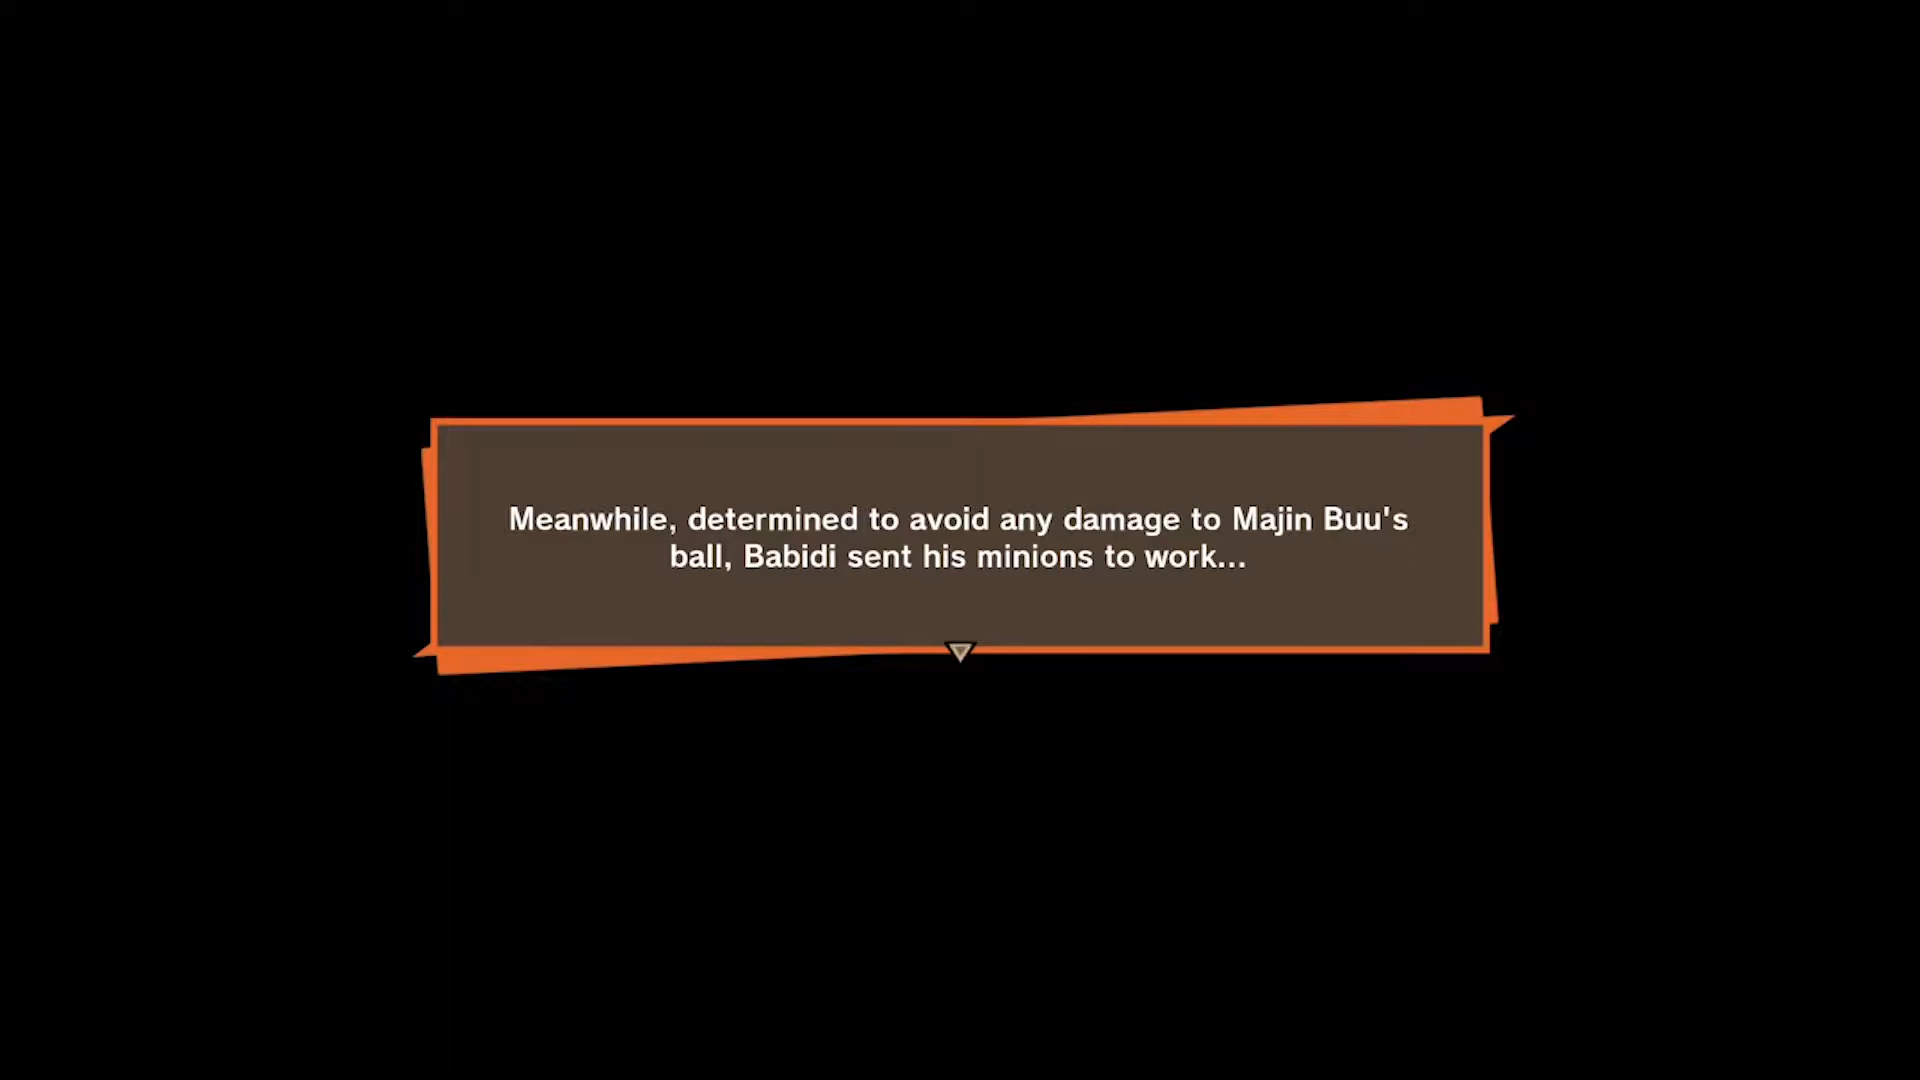 Meanwhile, determined to avoid any damage to Majin Buu's
ball, Babidi sent his minions to work...